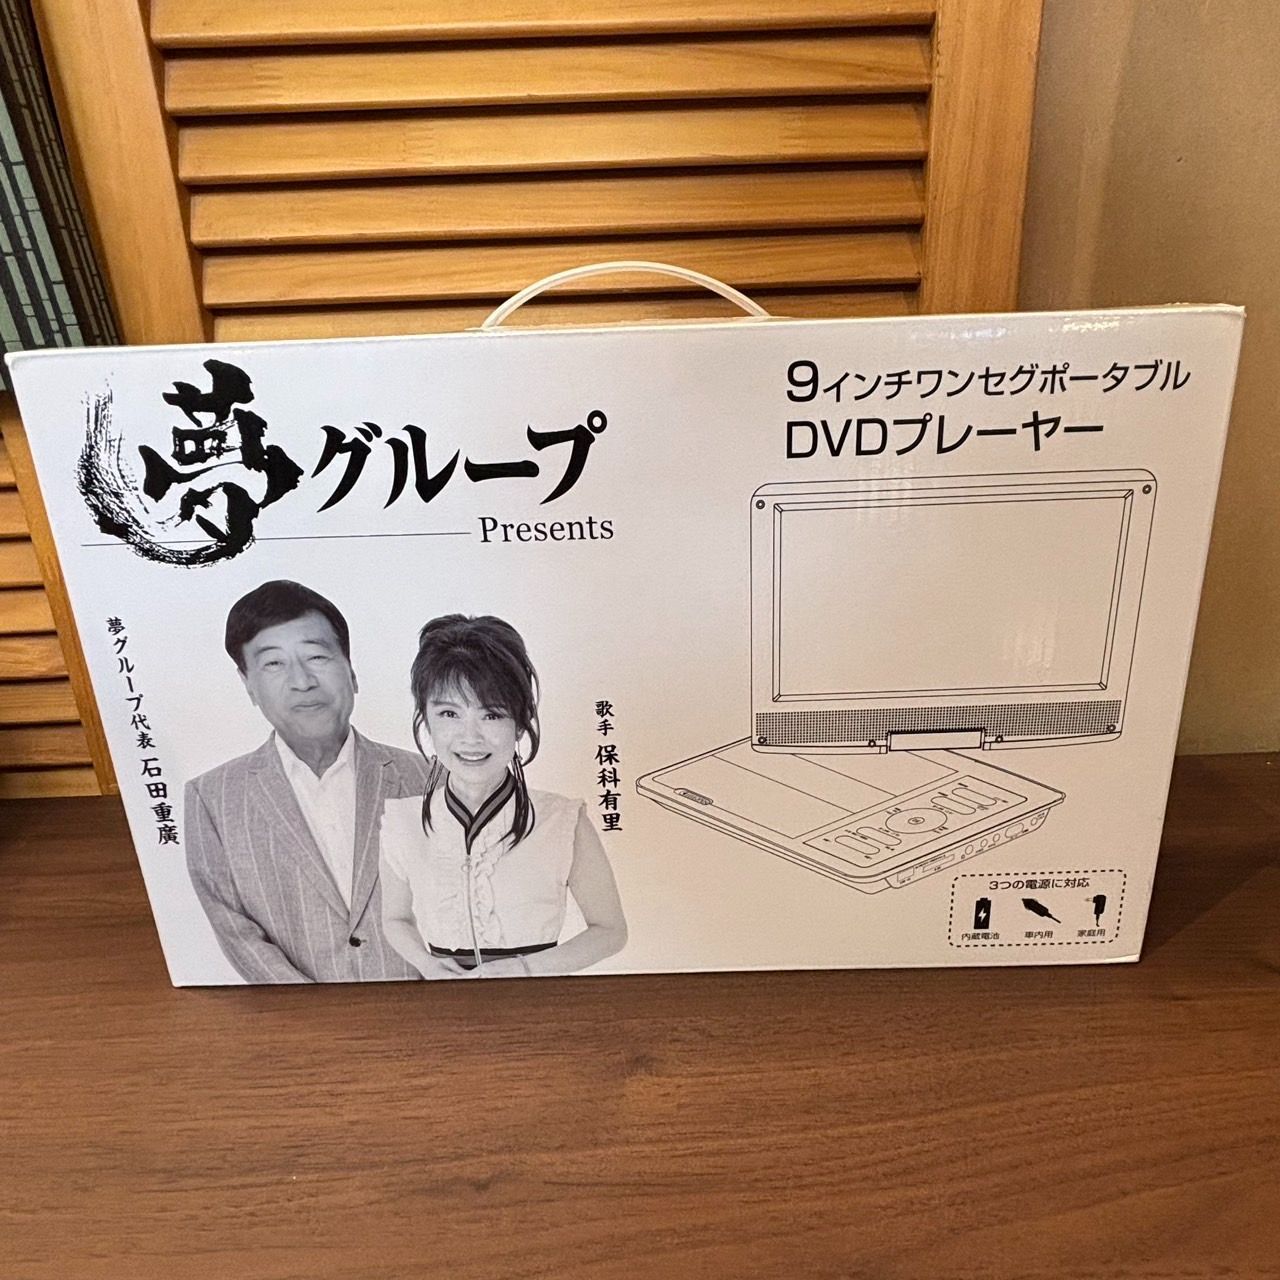 夢グループ
Presents
夢グループ代表 石田重廣
歌手 保科有里
9インチワンセグポータブル
DVDプレーヤー
3つの電源に対応
内蔵電池
車内用
家庭用